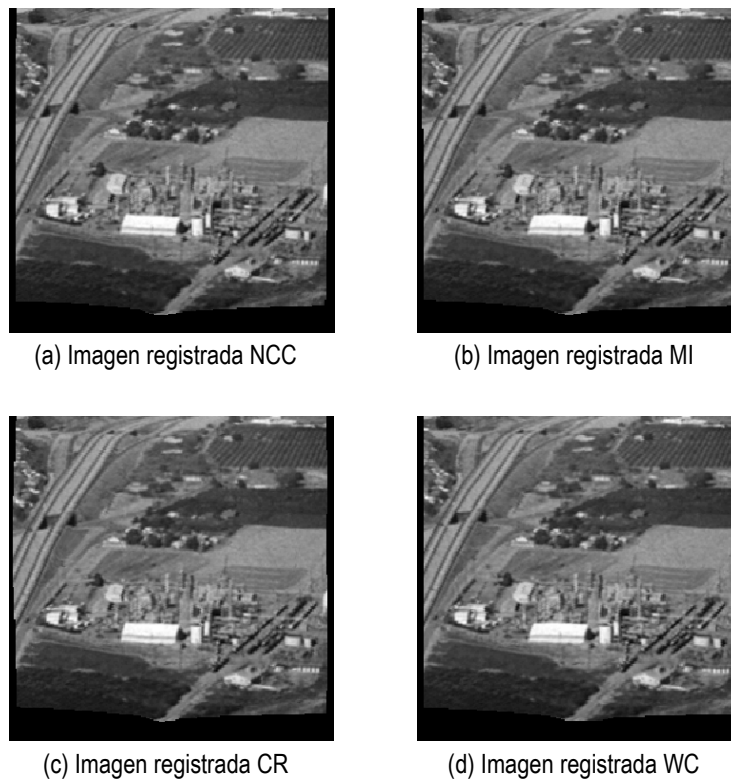 (a) Imagen registrada NCC
(b) Imagen registrada MI
(c) Imagen registrada CR
(d) Imagen registrada WC